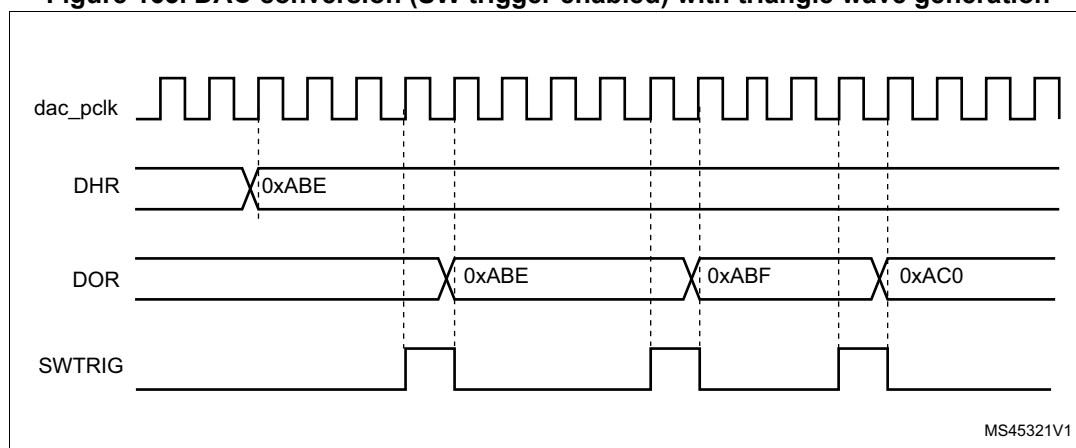 Figure 103. DAC conversion (SW trigger enabled) with triangle wave generation
dac_pclk
DHR
0xABE
DOR
0xABE
0xABF
0xAC0
SWTRIG
MS45321V1